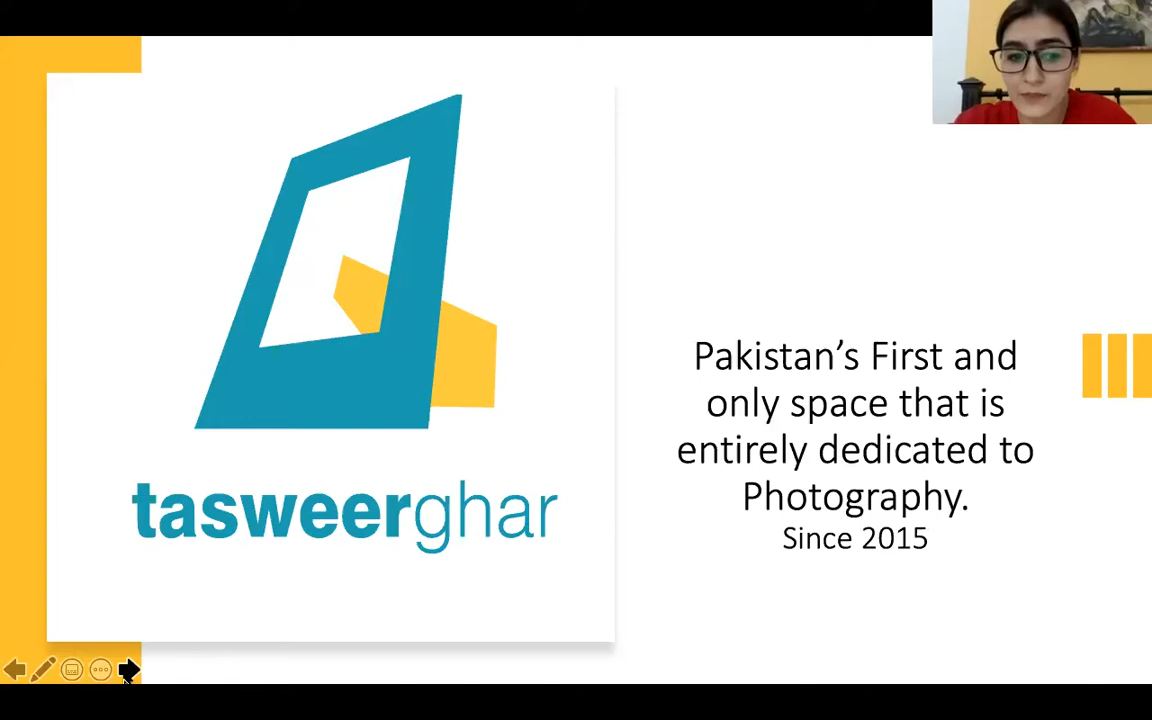 tasweerghar
Pakistan’s First and
only space that is
entirely dedicated to
Photography.
Since 2015